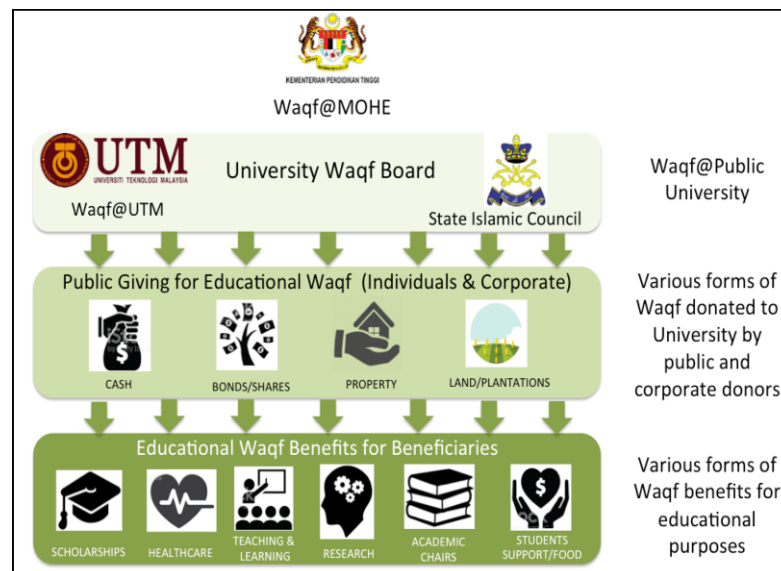 KEMENTERIAN PENDIDIKAN TINGGI
Waqf@MOHE
UTM
UNIVERSITI TEKNOLOGI MALAYSIA
Waqf@UTM
University Waqf Board
State Islamic Council
Waqf@Public
University
Public Giving for Educational Waqf (Individuals & Corporate)
CASH
BONDS/SHARES
PROPERTY
LAND/PLANTATIONS
Various forms of
Waqf donated to
University by
public and
corporate donors
Educational Waqf Benefits for Beneficiaries
SCHOLARSHIPS
HEALTHCARE
TEACHING &
LEARNING
RESEARCH
ACADEMIC
CHAIRS
STUDENTS
SUPPORT/FOOD
Various forms of
Waqf benefits for
educational
purposes